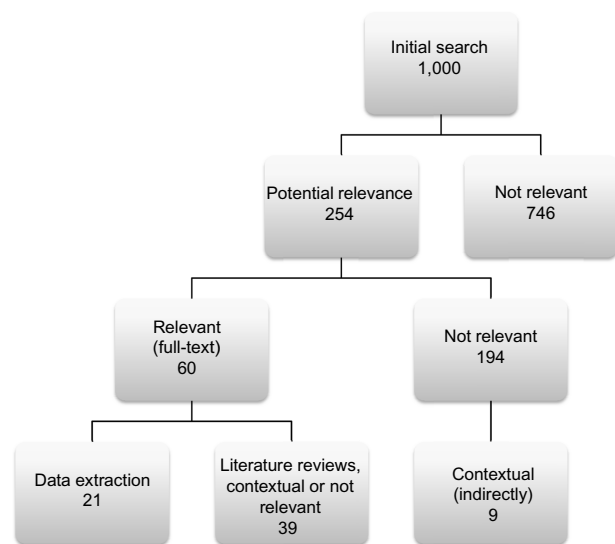 Initial search
1,000
Potential relevance
254
Not relevant
746
Relevant
(full-text)
60
Not relevant
194
Data extraction
21
Literature reviews,
contextual or not
relevant
39
Contextual
(indirectly)
9